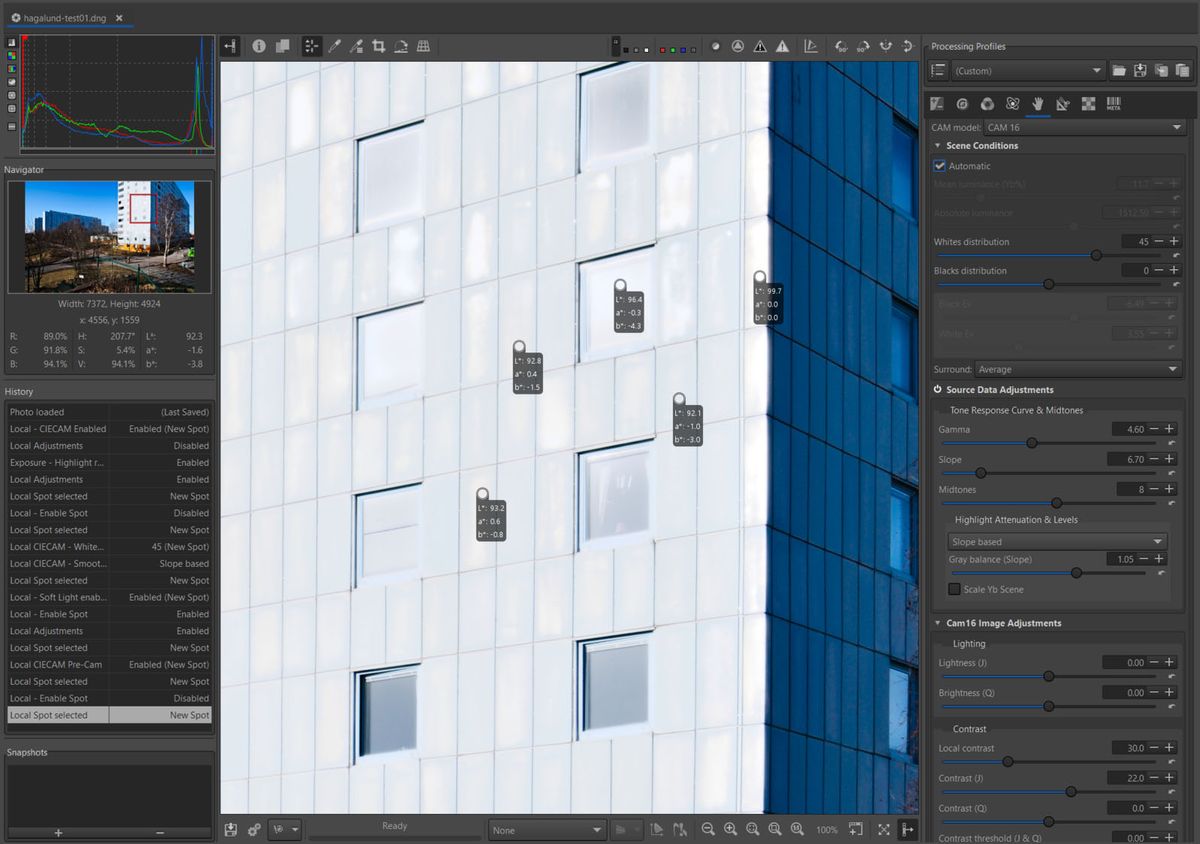 hagalund-test01.dng
Navigator
Width: 7372, Height: 4924
x: 4556, y: 1559
R: 89.0% H: 207.7° L*: 92.3
G: 91.8% S: 5.4% a*: -1.6
B: 94.1% V: 94.1% b*: -3.8
History
Photo loaded (Last Saved)
Local - CIECAM Enabled Enabled (New Spot)
Local Adjustments Disabled
Exposure - Highlight r... Enabled
Local Adjustments Enabled
Local Spot selected New Spot
Local - Enable Spot Disabled
Local Spot selected New Spot
Local CIECAM - White... 45 (New Spot)
Local CIECAM - Smoot... Slope based
Local Spot selected New Spot
Local - Soft Light enab... Enabled (New Spot)
Local - Enable Spot Enabled
Local Adjustments Enabled
Local Spot selected New Spot
Local CIECAM Pre-Cam Enabled (New Spot)
Local Spot selected New Spot
Local - Enable Spot Disabled
Local Spot selected New Spot
Snapshots
L*: 99.7
a*: 0.0
b*: 0.0
L*: 96.4
a*: -0.3
b*: -4.3
L*: 92.8
a*: 0.4
b*: -1.5
L*: 92.1
a*: -1.0
b*: -3.0
L*: 93.2
a*: 0.6
b*: -0.8
Ready
None
100%
Processing Profiles
(Custom)
META
CAM model: CAM 16
Scene Conditions
Automatic
Mean luminance (Yb%) 11.7
Absolute luminance 1512.50
Whites distribution 45
Blacks distribution 0
Black Ev -6.49
White Ev 3.55
Surround: Average
Source Data Adjustments
Tone Response Curve & Midtones
Gamma 4.60
Slope 6.70
Midtones 8
Highlight Attenuation & Levels
Slope based
Gray balance (Slope) 1.05
Scale Yb Scene
Cam16 Image Adjustments
Lighting
Lightness (J) 0.00
Brightness (Q) 0.00
Contrast
Local contrast 30.0
Contrast (J) 22.0
Contrast (Q) 0.0
Contrast threshold (J & Q) 0.00